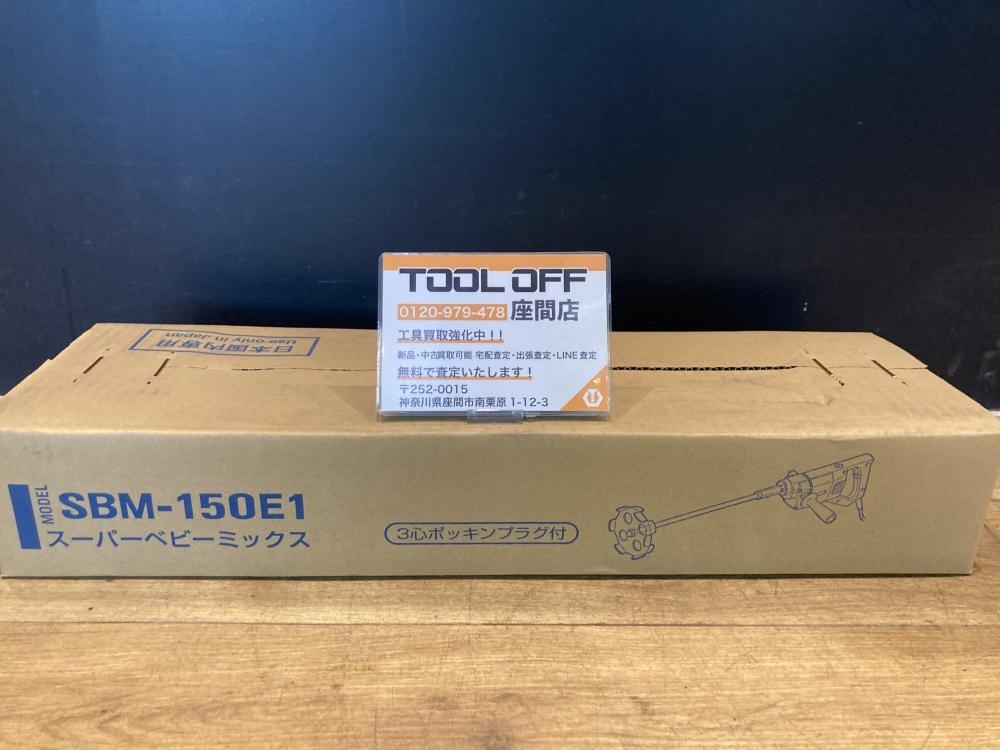 TOOL OFF
0120-979-478 座間店
工具買取強化中!!
新品・中古買取可能 宅配査定・出張査定・LINE査定
無料で査定いたします!
〒252-0015
神奈川県座間市南栗原 1-12-3
日本国内専用
Use only in Japan
MODEL SBM-150E1
スーパーベビーミックス
3心ポッキンプラグ付